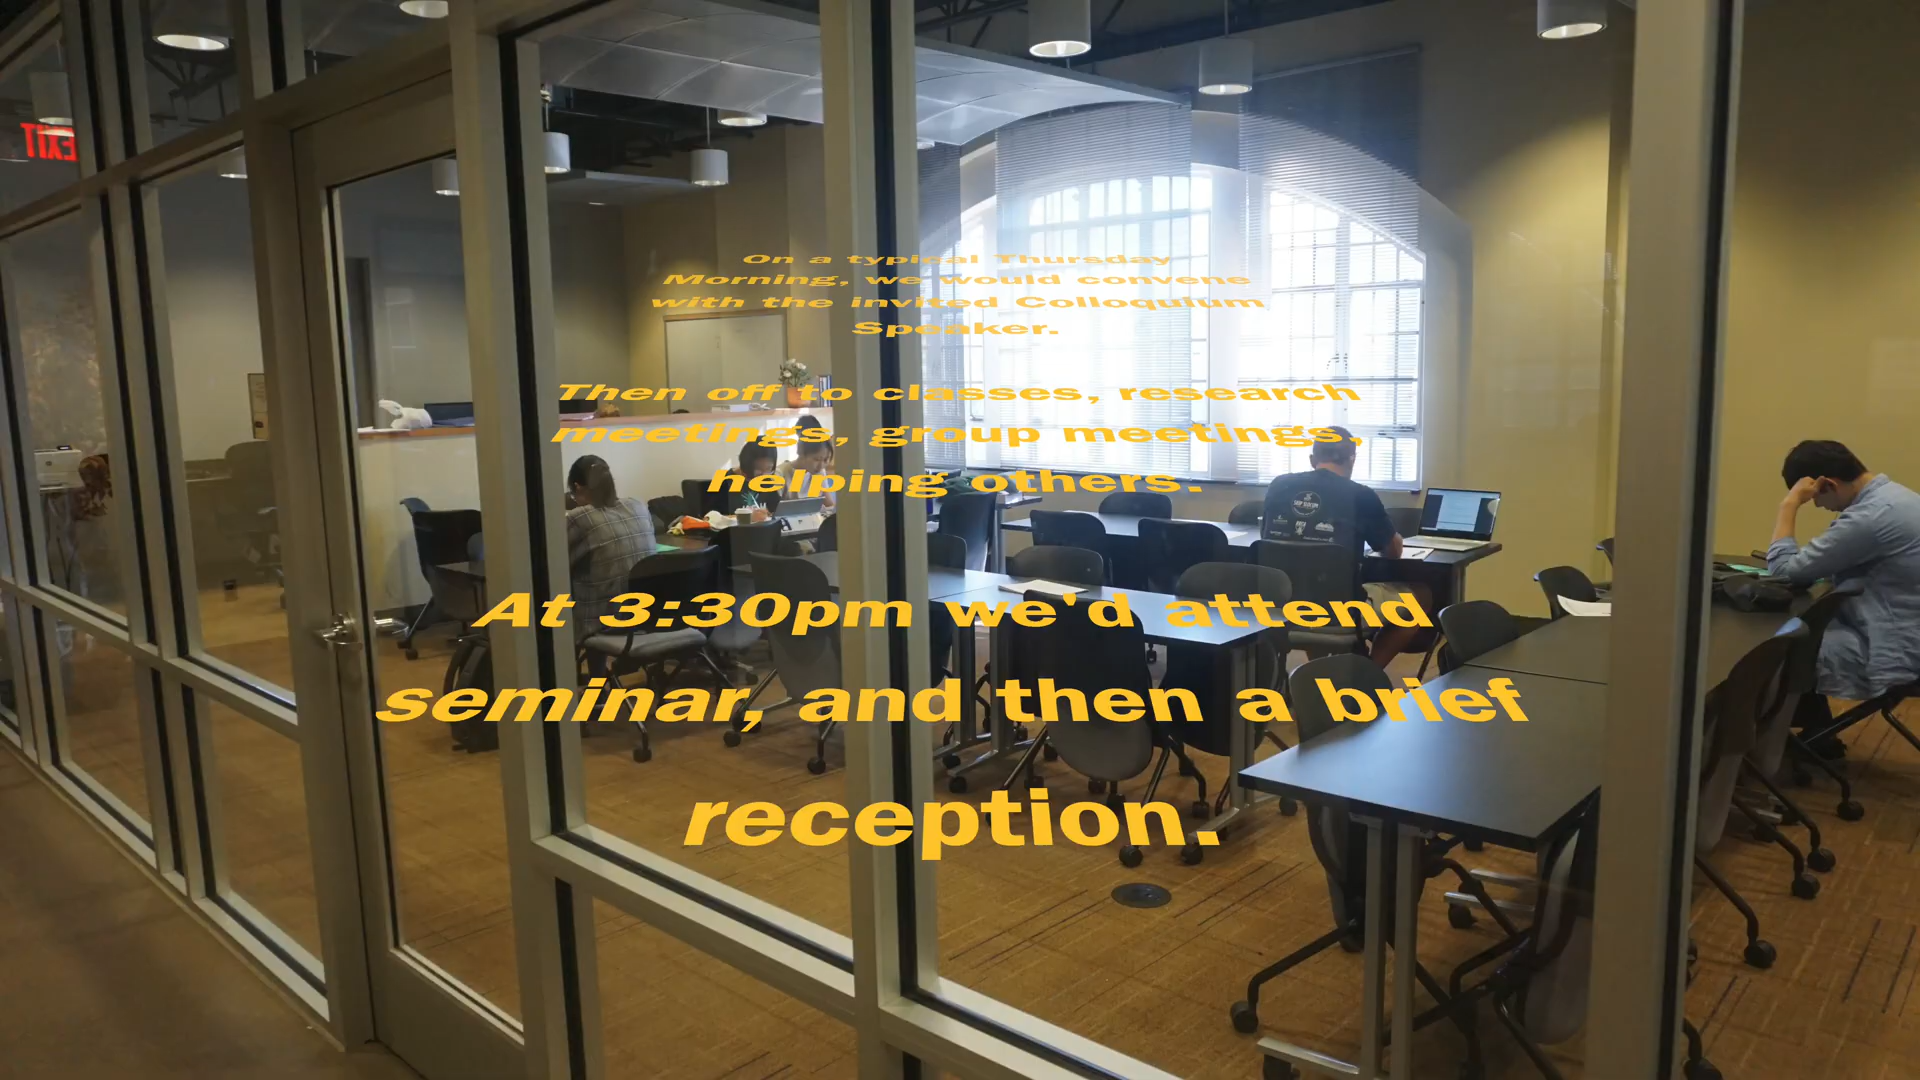 EXIT
On a typical Thursday
Morning, we would convene
with the invited Colloquium
Speaker.
Then off to classes, research
meetings, group meetings,
helping others.
At 3:30pm we'd attend
seminar, and then a brief
reception.